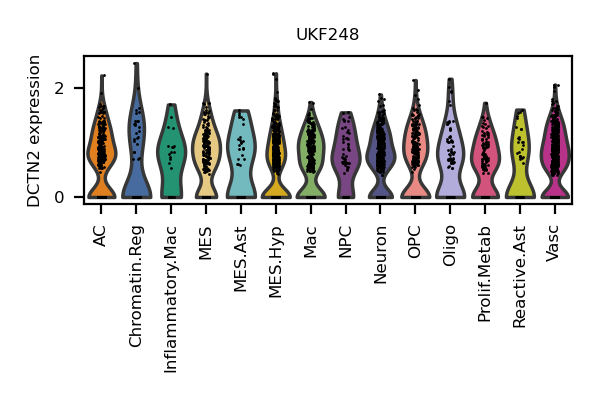 UKF248
DCTN2 expression
2
0
AC
Chromatin.Reg
Inflammatory.Mac
MES
MES.Ast
MES.Hyp
Mac
NPC
Neuron
OPC
Oligo
Prolif.Metab
Reactive.Ast
Vasc